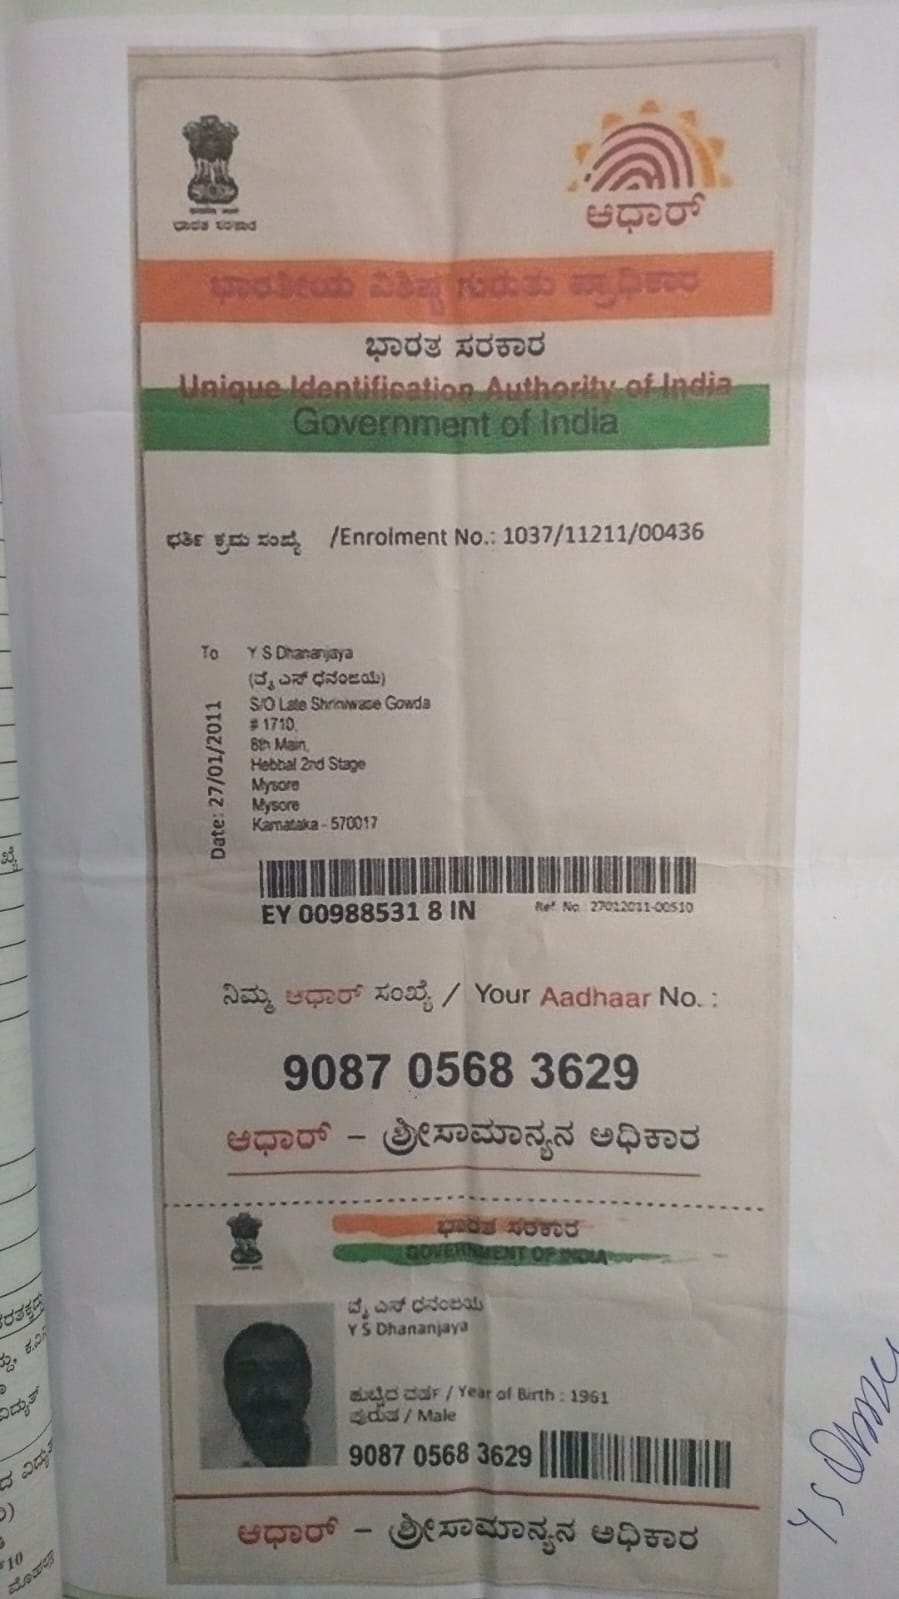 ಭಾರತ ಸರಕಾರ
ಆಧಾರ್
ಭಾರತೀಯ ವಿಶಿಷ್ಟ ಗುರುತು ಪ್ರಾಧಿಕಾರ
ಭಾರತ ಸರಕಾರ
Unique Identification Authority of India
Government of India
ಭರ್ತಿ ಕ್ರಮ ಸಂಖ್ಯೆ /Enrolment No.: 1037/11211/00436
To Y S Dhananjaya
(ವೈ ಎಸ್ ಧನಂಜಯ)
S/O Late Shriniwase Gowda
# 1710,
8th Main,
Hebbal 2nd Stage
Mysore
Mysore
Karnataka - 570017
Date: 27/01/2011
EY 00988531 8 IN
Ref. No : 27012011-00510
ನಿಮ್ಮ ಆಧಾರ್ ಸಂಖ್ಯೆ / Your Aadhaar No. :
9087 0568 3629
ಆಧಾರ್ – ಶ್ರೀಸಾಮಾನ್ಯನ ಅಧಿಕಾರ
ಭಾರತ ಸರಕಾರ
GOVERNMENT OF INDIA
ವೈ ಎಸ್ ಧನಂಜಯ
Y S Dhananjaya
ಹುಟ್ಟಿದ ವರ್ಷ / Year of Birth : 1961
ಪುರುಷ / Male
9087 0568 3629
ಆಧಾರ್ – ಶ್ರೀಸಾಮಾನ್ಯನ ಅಧಿಕಾರ
Y S